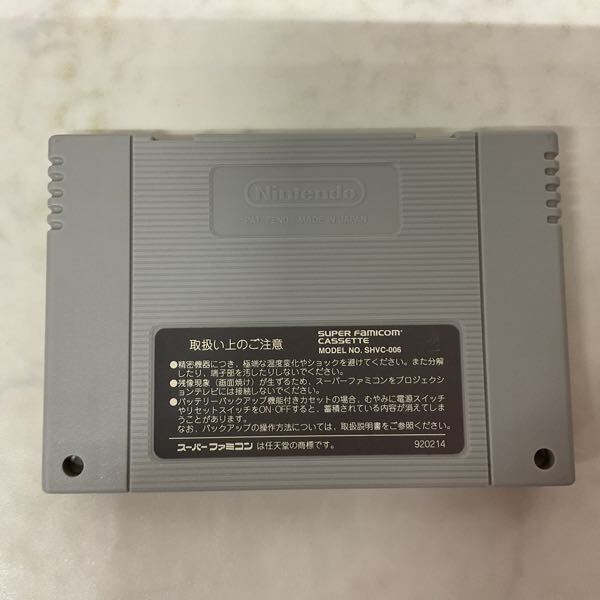 Nintendo
PAT. PEND. MADE IN JAPAN
取扱い上のご注意
SUPER FAMICOM
CASSETTE
MODEL NO. SHVC-006
●精密機器につき、極端な温度変化やショックを避けてください。また分解
したり、端子部を汚したりしないでください。
●残像現象（画面焼け）が生ずるため、スーパーファミコンをプロジェクシ
ョンテレビには接続しないでください。
●バッテリーバックアップ機能付きカセットの場合、むやみに電源スイッチ
やリセットスイッチをON・OFFすると、蓄積されている内容が消えてしま
うことがあります。
なお、バックアップの操作方法については、取扱説明書をご参照ください。
スーパーファミコンは任天堂の商標です。
920214